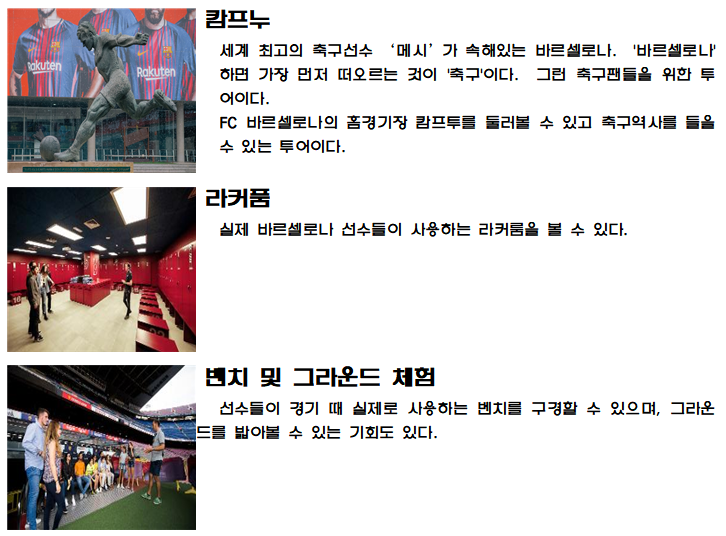 캄프누
세계 최고의 축구선수 ‘메시’가 속해있는 바르셀로나. '바르셀로나'
하면 가장 먼저 떠오르는 것이 '축구'이다. 그런 축구팬들을 위한 투
어이다.
FC 바르셀로나의 홈경기장 캄프투를 둘러볼 수 있고 축구역사를 들을
수 있는 투어이다.
Rakuten
Rakuten
라커품
실제 바르셀로나 선수들이 사용하는 라커룸을 볼 수 있다.
벤치 및 그라운드 체험
선수들이 경기 때 실제로 사용하는 벤치를 구경할 수 있으며, 그라운
드를 밟아볼 수 있는 기회도 있다.